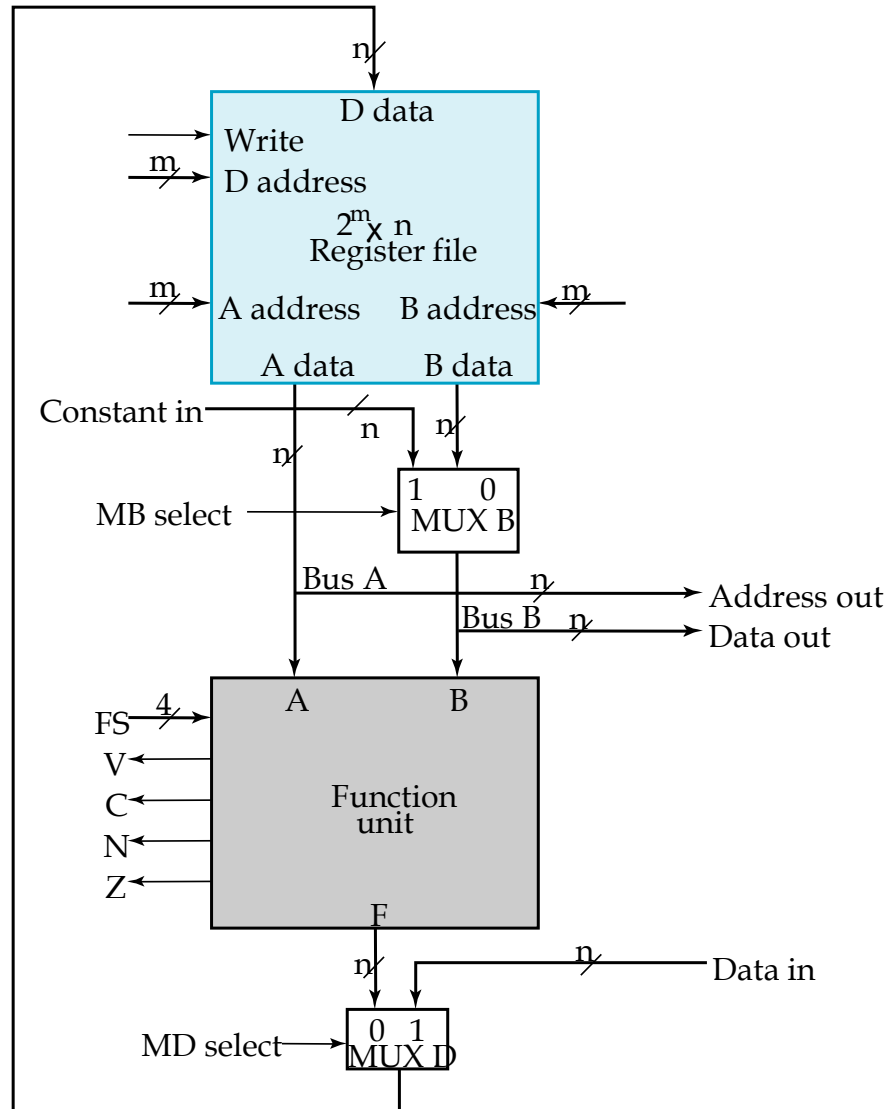 n
D data
Write
m
D address
2^m x n
Register file
m
m
A address
B address
A data
B data
Constant in
n
n
n
1 0
MUX B
MB select
Bus A
n
Address out
Bus B
n
Data out
A
B
4
FS
V
C
N
Z
Function
unit
F
n
n
Data in
0 1
MUX D
MD select